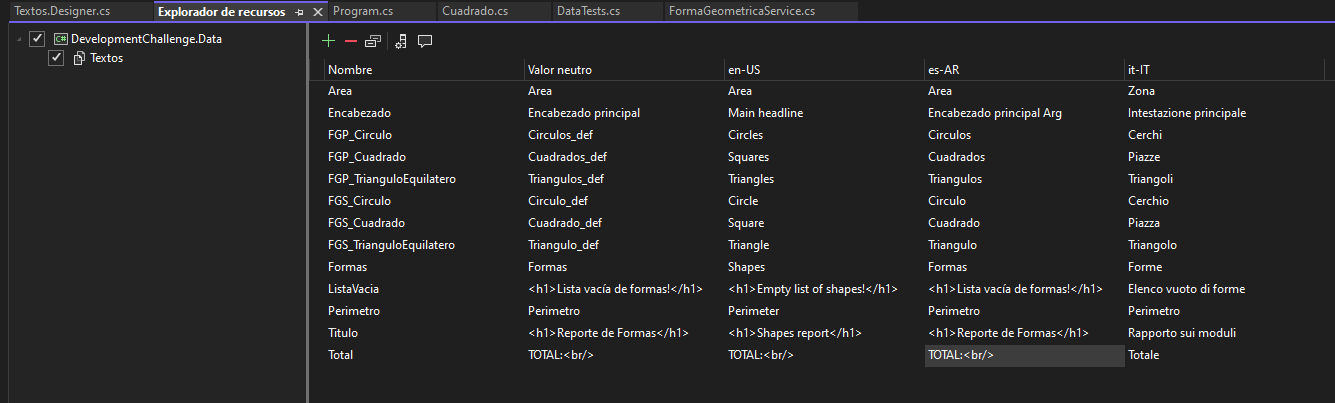 Textos.Designer.cs Explorador de recursos Program.cs Cuadrado.cs DataTests.cs FormaGeometricaService.cs
C# DevelopmentChallenge.Data
Textos
Nombre Valor neutro en-US es-AR it-IT
Area Area Area Area Zona
Encabezado Encabezado principal Main headline Encabezado principal Arg Intestazione principale
FGP_Circulo Circulos_def Circles Circulos Cerchi
FGP_Cuadrado Cuadrados_def Squares Cuadrados Piazze
FGP_TrianguloEquilatero Triangulos_def Triangles Triangulos Triangoli
FGS_Circulo Circulo_def Circle Circulo Cerchio
FGS_Cuadrado Cuadrado_def Square Cuadrado Piazza
FGS_TrianguloEquilatero Triangulo_def Triangle Triangulo Triangolo
Formas Formas Shapes Formas Forme
ListaVacia <h1>Lista vacía de formas!</h1> <h1>Empty list of shapes!</h1> <h1>Lista vacía de formas!</h1> Elenco vuoto di forme
Perimetro Perimetro Perimeter Perimetro Perimetro
Titulo <h1>Reporte de Formas</h1> <h1>Shapes report</h1> <h1>Reporte de Formas</h1> Rapporto sui moduli
Total TOTAL:<br/> TOTAL:<br/> TOTAL:<br/> Totale